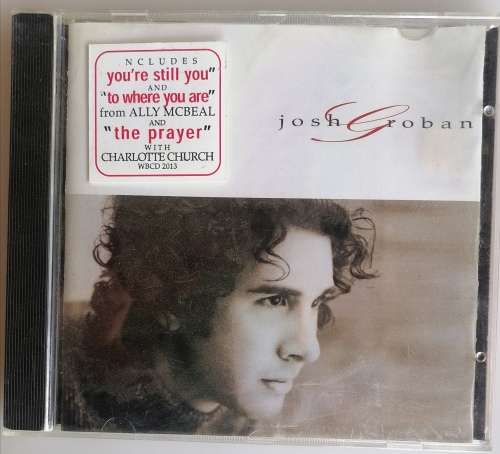 NCLUDES
you're still you"
AND
"to where you are"
from ALLY MCBEAL
AND
"the prayer"
WITH
CHARLOTTE CHURCH
WBCD 2013
josh Groban